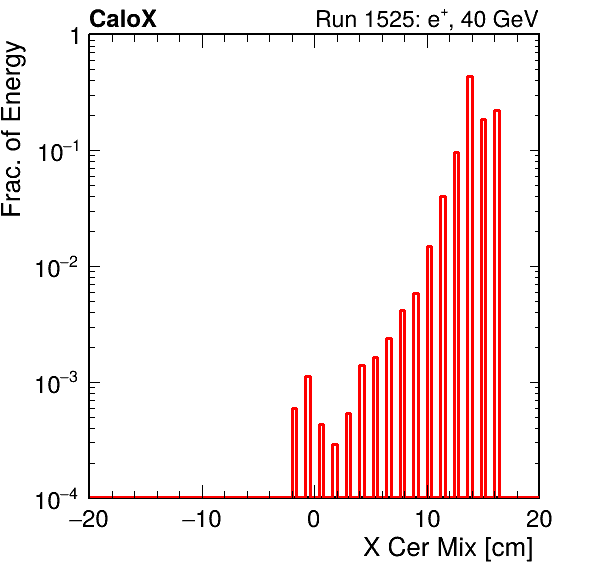 CaloX Run 1525: e⁺, 40 GeV
Frac. of Energy
1
10⁻¹
10⁻²
10⁻³
10⁻⁴
−20 −10 0 10 20
X Cer Mix [cm]